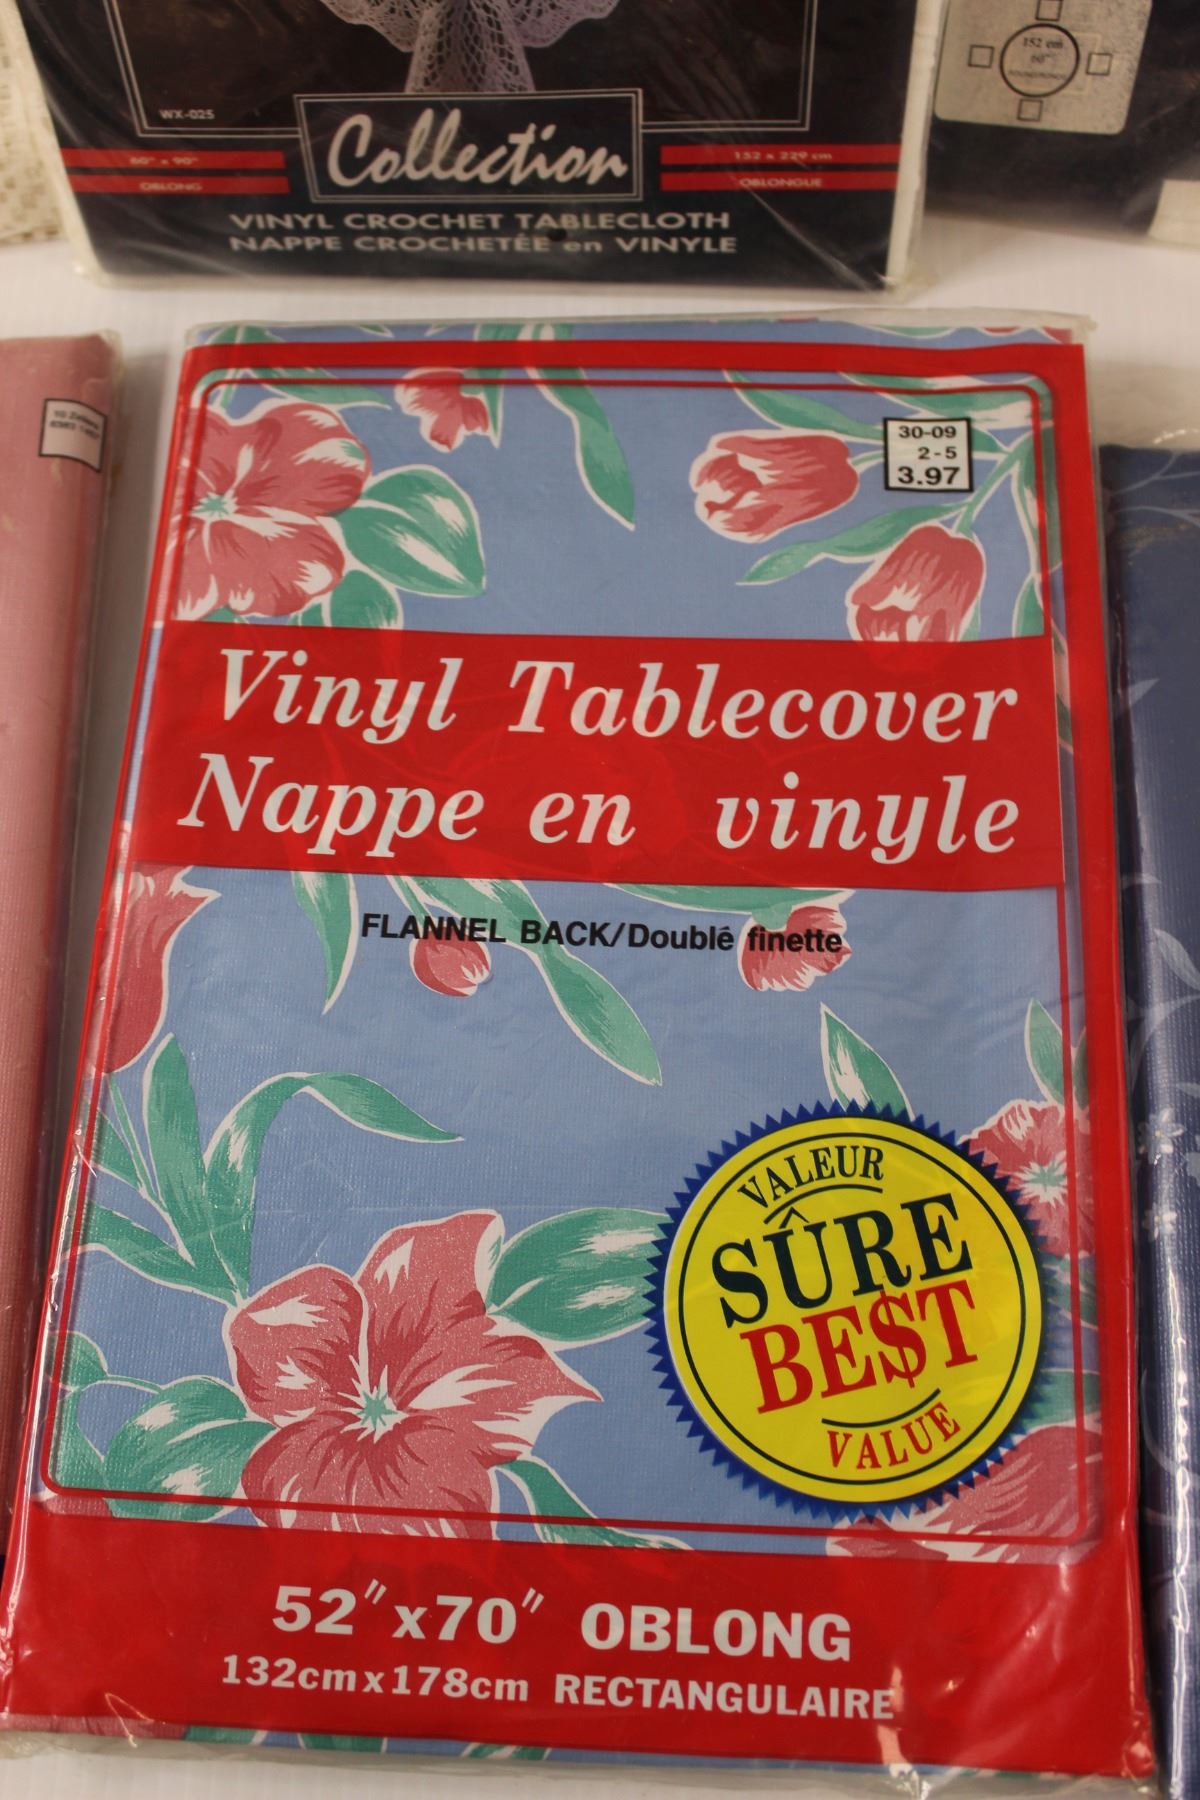 WX-025
Collection
60" x 90"
OBLONG
152 x 229 cm
OBLONGUE
VINYL CROCHET TABLECLOTH
NAPPE CROCHETÉE en VINYLE
152 cm
60"
30-09
2-5
3.97
Vinyl Tablecover
Nappe en vinyle
FLANNEL BACK/Doublé finette
VALEUR
SÛRE
BE$T
VALUE
52"x70" OBLONG
132cmx178cm RECTANGULAIRE